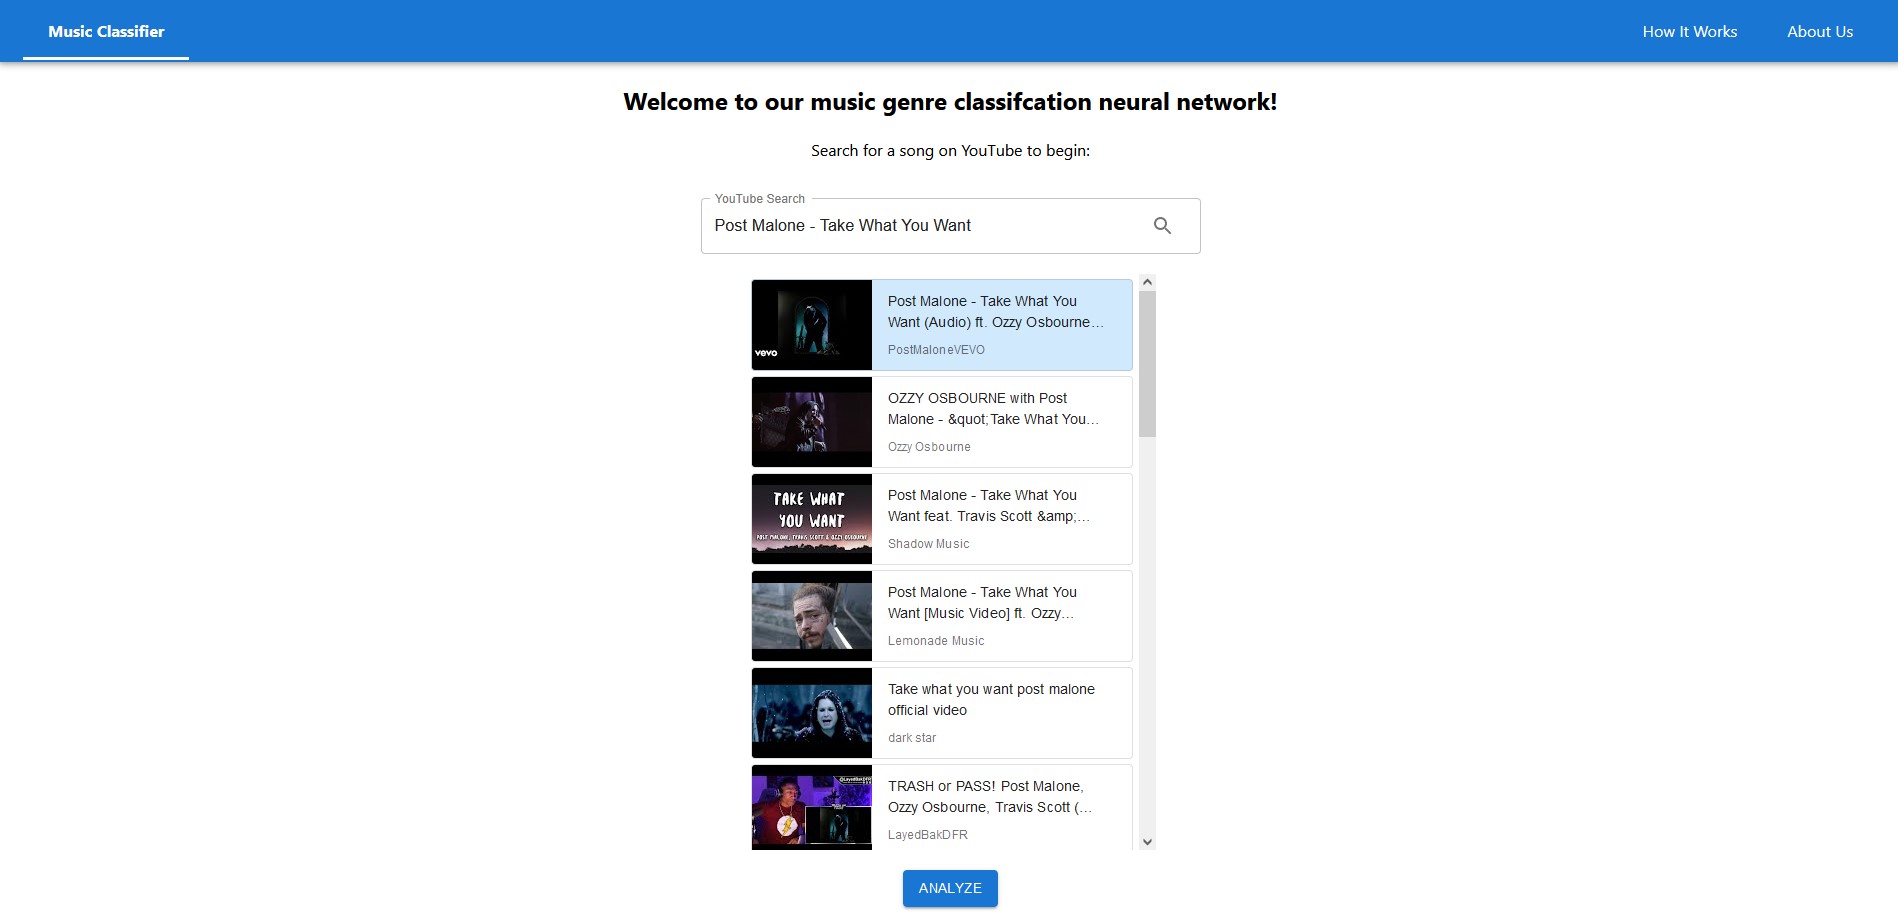 Music Classifier
How It Works
About Us
Welcome to our music genre classifcation neural network!
Search for a song on YouTube to begin:
YouTube Search
Post Malone - Take What You Want
vevo
Post Malone - Take What You
Want (Audio) ft. Ozzy Osbourne...
PostMaloneVEVO
OZZY OSBOURNE with Post
Malone - &quot;Take What You...
Ozzy Osbourne
TAKE WHAT
YOU WANT
POST MALONE, TRAVIS SCOTT & OZZY OSBOURNE
Post Malone - Take What You
Want feat. Travis Scott &amp;...
Shadow Music
Post Malone - Take What You
Want [Music Video] ft. Ozzy...
Lemonade Music
Take what you want post malone
official video
dark star
@LayedBakDFR
TRASH or PASS! Post Malone,
Ozzy Osbourne, Travis Scott (...
LayedBakDFR
ANALYZE